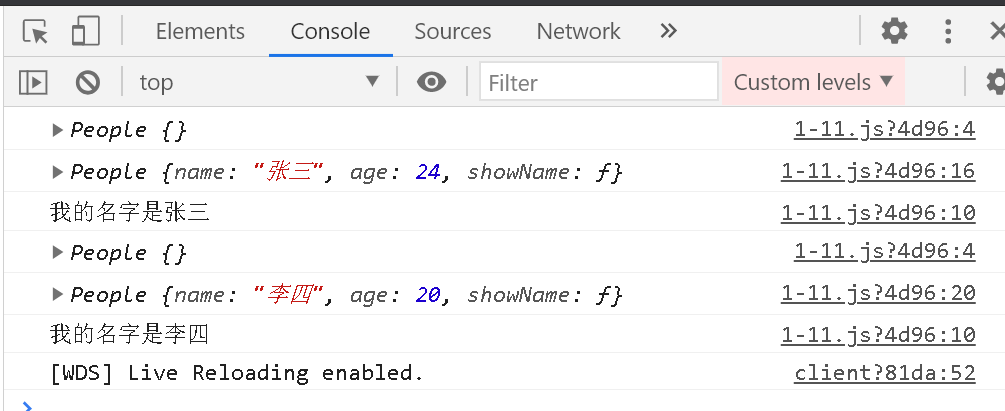 Elements Console Sources Network »
top Filter Custom levels
People {} 1-11.js?4d96:4
People {name: "张三", age: 24, showName: ƒ} 1-11.js?4d96:16
我的名字是张三 1-11.js?4d96:10
People {} 1-11.js?4d96:4
People {name: "李四", age: 20, showName: ƒ} 1-11.js?4d96:20
我的名字是李四 1-11.js?4d96:10
[WDS] Live Reloading enabled. client?81da:52